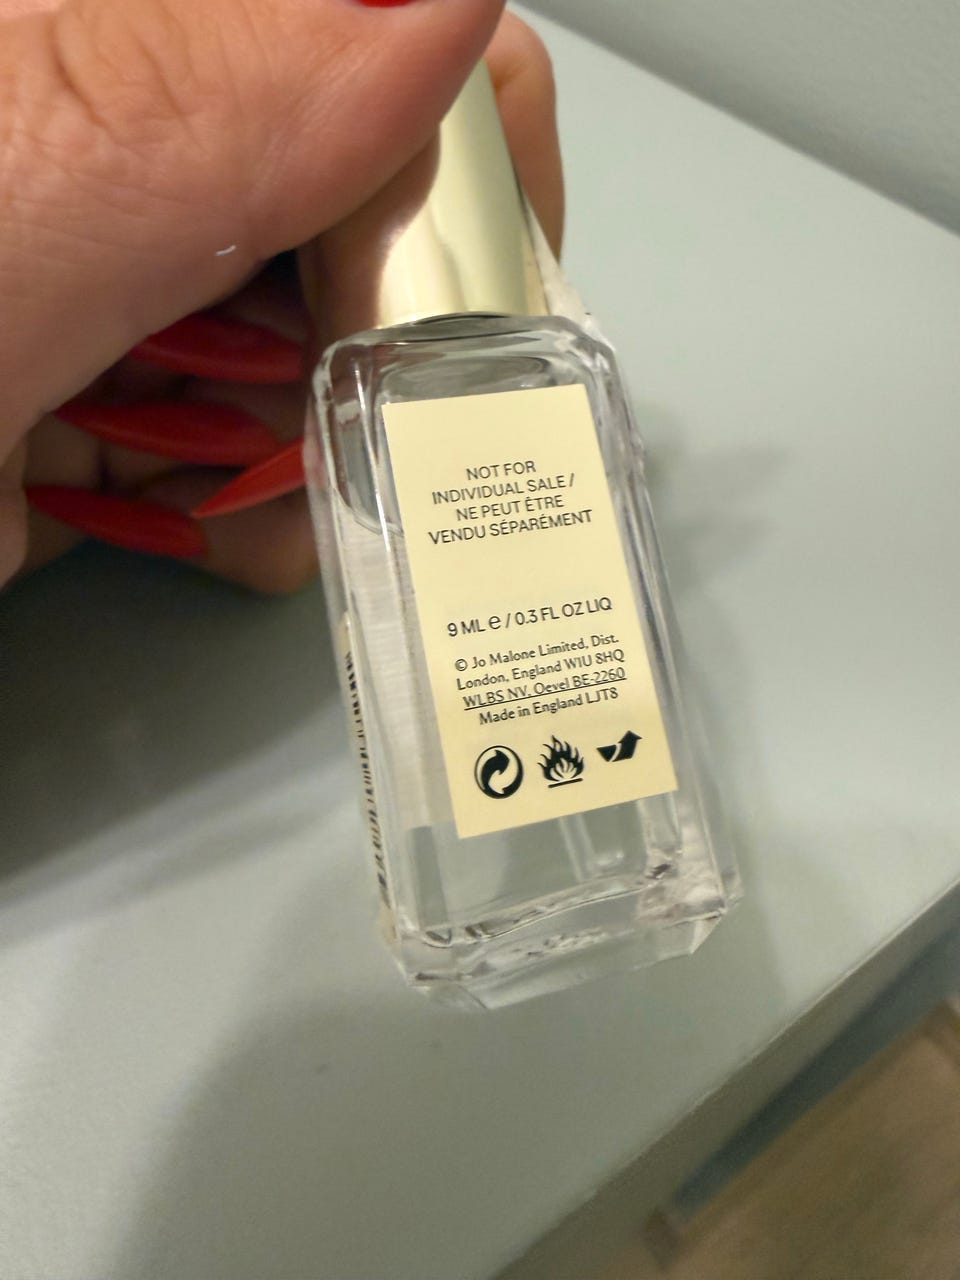 NOT FOR
INDIVIDUAL SALE /
NE PEUT ÊTRE
VENDU SÉPARÉMENT
9 ML e / 0.3 FL OZ LIQ
© Jo Malone Limited, Dist.
London, England W1U 8HQ
WLBS NV, Oevel BE-2260
Made in England LJT8